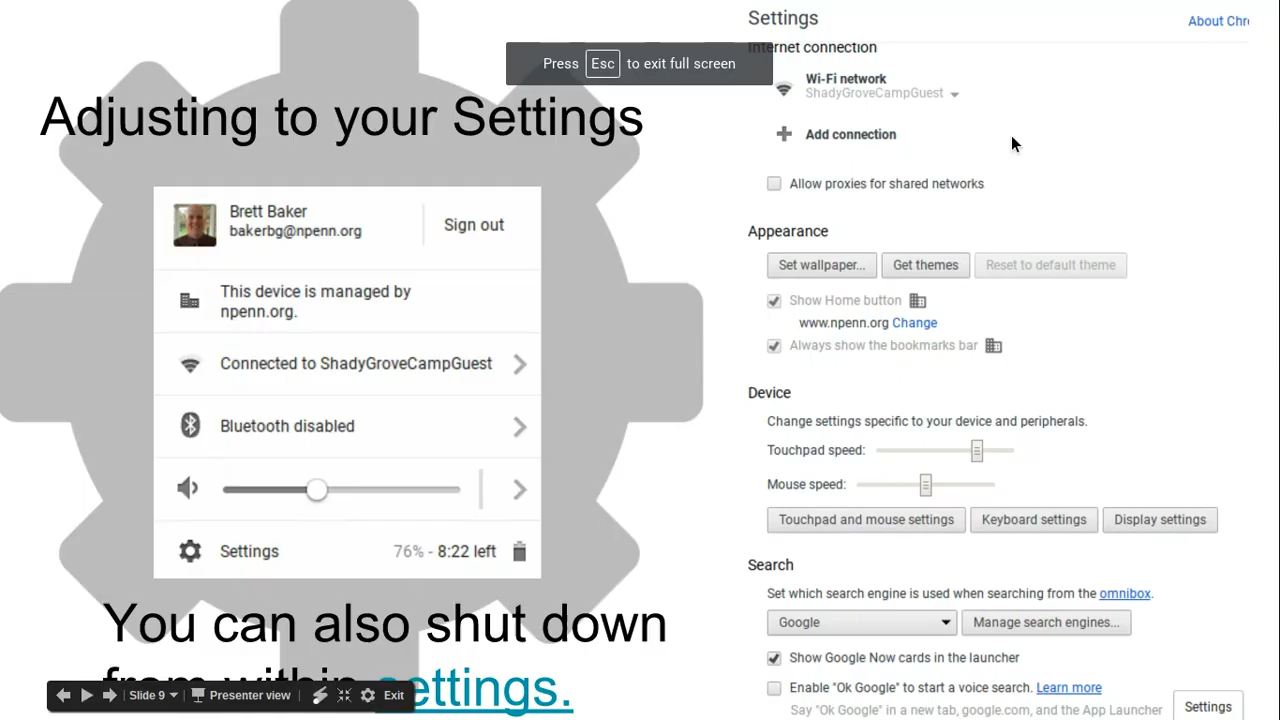 Settings
About Chr
Internet connection
Press Esc to exit full screen
Wi-Fi network
ShadyGroveCampGuest
Adjusting to your Settings
Add connection
Allow proxies for shared networks
Brett Baker
bakerbg@npenn.org
Sign out
This device is managed by
npenn.org.
Connected to ShadyGroveCampGuest
Bluetooth disabled
Settings
76% - 8:22 left
You can also shut down
from within settings.
Slide 9
Presenter view
Exit
Appearance
Set wallpaper...
Get themes
Reset to default theme
Show Home button
www.npenn.org Change
Always show the bookmarks bar
Device
Change settings specific to your device and peripherals.
Touchpad speed:
Mouse speed:
Touchpad and mouse settings
Keyboard settings
Display settings
Search
Set which search engine is used when searching from the omnibox.
Google
Manage search engines...
Show Google Now cards in the launcher
Enable "Ok Google" to start a voice search. Learn more
Say "Ok Google" in a new tab, google.com, and the App Launcher
Settings